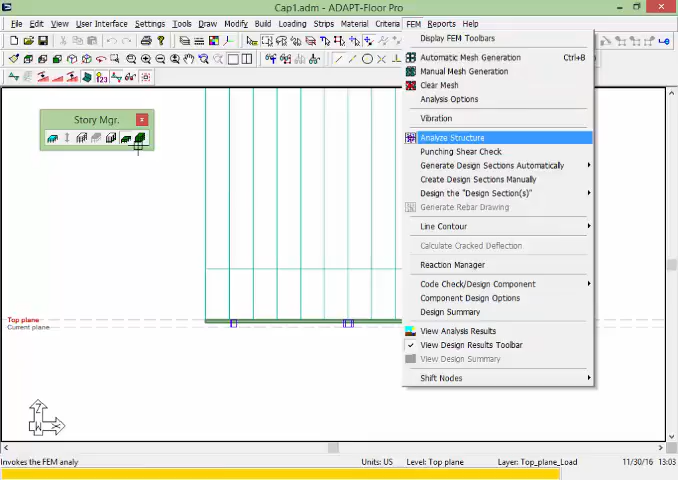 Cap1.adm - ADAPT-Floor Pro
File Edit View Draw Settings Tools Draw Modify Build Loading Strips Material Criteria FEM Reports Help
Display FEM Toolbars
Automatic Mesh Generation Ctrl+B
Manual Mesh Generation
Clear Mesh
Analysis Options
Vibration
Story Mgr.
Analyze Structure
Punching Shear Check
Generate Design Sections Automatically
Create Design Sections Manually
Design the "Design Section(s)"
Generate Rebar Drawing
Line Contour
Calculate Cracked Deflection
Reaction Manager
Code Check/Design Component
Component Design Options
Design Summary
Top plane
Current plane
View Analysis Results
View Design Results Toolbar
View Design Summary
Shift Nodes
Z
W X
Invokes the FEM analy Units: US Level: Top plane Layer: Top_plane_Load 11/30/16 13:03